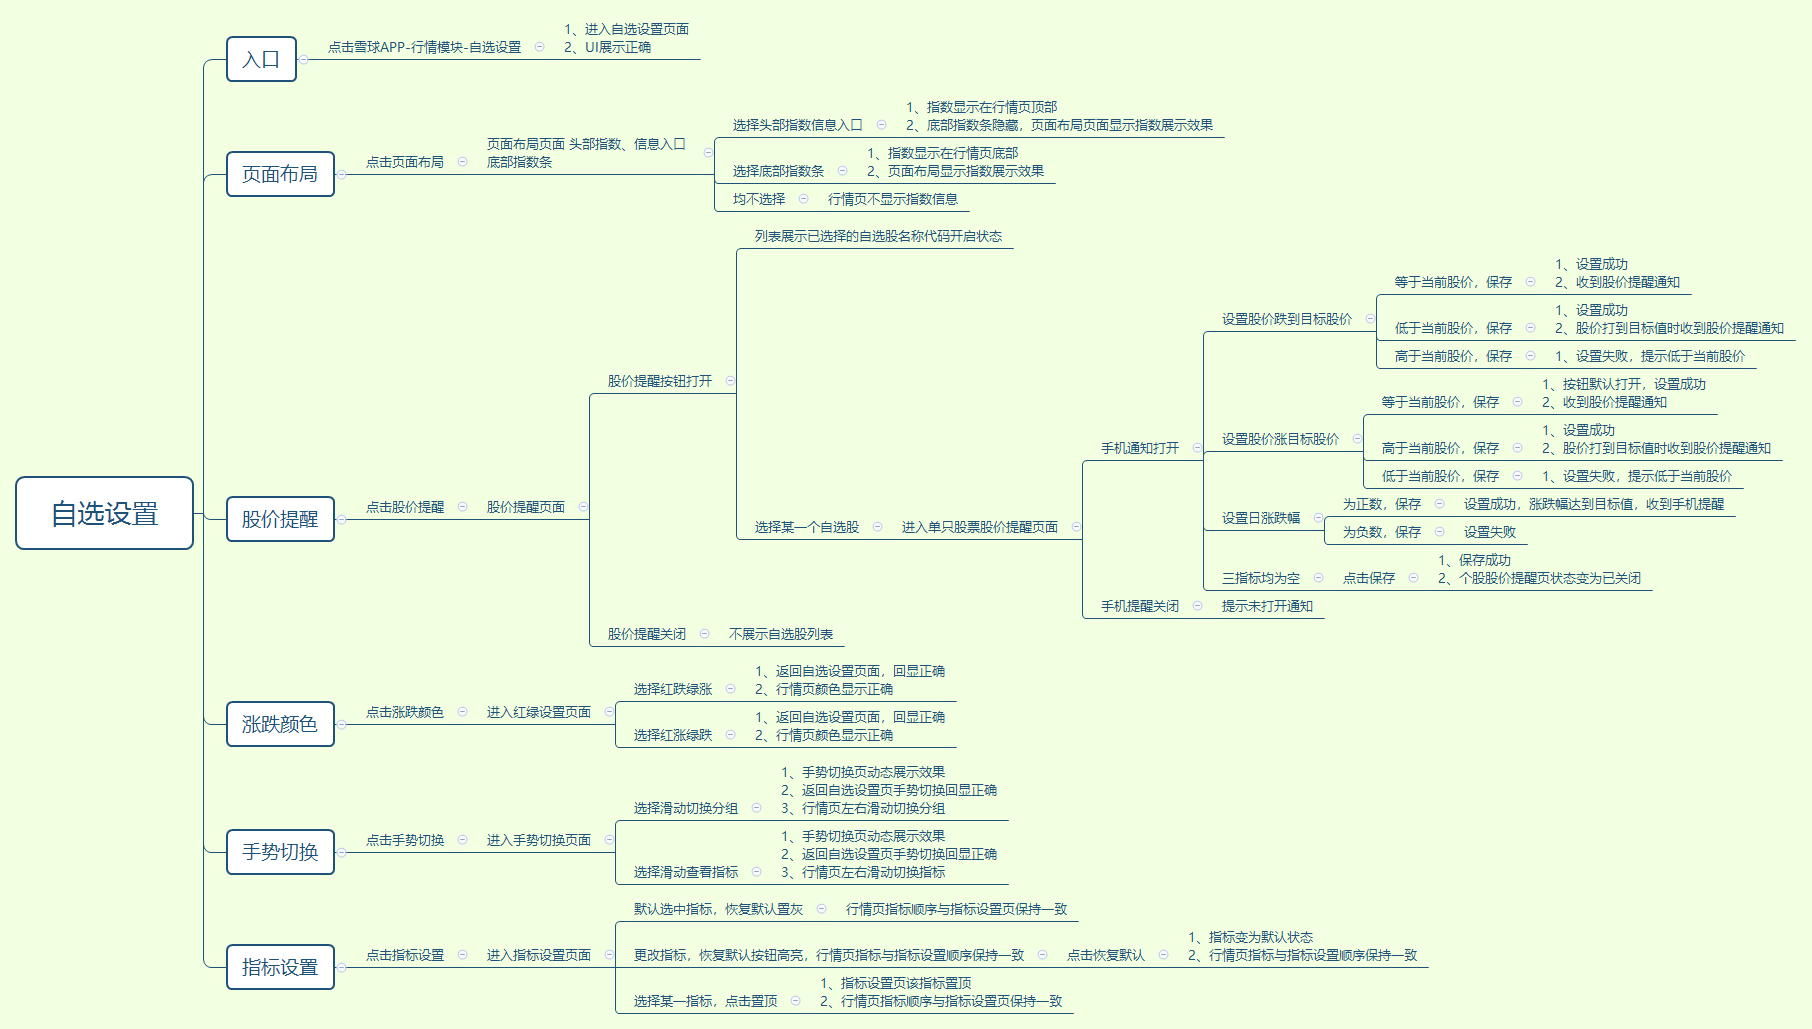 自选设置
入口
点击雪球APP-行情模块-自选设置
1、进入自选设置页面
2、UI展示正确
页面布局
点击页面布局
页面布局页面 头部指数、信息入口
底部指数条
选择头部指数信息入口
1、指数显示在行情页顶部
2、底部指数条隐藏，页面布局页面显示指数展示效果
选择底部指数条
1、指数显示在行情页底部
2、页面布局显示指数展示效果
均不选择
行情页不显示指数信息
股价提醒
点击股价提醒
股价提醒页面
股价提醒按钮打开
列表展示已选择的自选股名称代码开启状态
选择某一个自选股
进入单只股票股价提醒页面
手机通知打开
设置股价跌到目标股价
等于当前股价，保存
1、设置成功
2、收到股价提醒通知
低于当前股价，保存
1、设置成功
2、股价打到目标值时收到股价提醒通知
高于当前股价，保存
1、设置失败，提示低于当前股价
设置股价涨目标股价
等于当前股价，保存
1、按钮默认打开，设置成功
2、收到股价提醒通知
高于当前股价，保存
1、设置成功
2、股价打到目标值时收到股价提醒通知
低于当前股价，保存
1、设置失败，提示低于当前股价
设置日涨跌幅
为正数，保存
设置成功，涨跌幅达到目标值，收到手机提醒
为负数，保存
设置失败
三指标均为空
点击保存
1、保存成功
2、个股股价提醒页状态变为已关闭
手机提醒关闭
提示未打开通知
股价提醒关闭
不展示自选股列表
涨跌颜色
点击涨跌颜色
进入红绿设置页面
选择红跌绿涨
1、返回自选设置页面，回显正确
2、行情页颜色显示正确
选择红涨绿跌
1、返回自选设置页面，回显正确
2、行情页颜色显示正确
手势切换
点击手势切换
进入手势切换页面
选择滑动切换分组
1、手势切换页动态展示效果
2、返回自选设置页手势切换回显正确
3、行情页左右滑动切换分组
选择滑动查看指标
1、手势切换页动态展示效果
2、返回自选设置页手势切换回显正确
3、行情页左右滑动切换指标
指标设置
点击指标设置
进入指标设置页面
默认选中指标，恢复默认置灰
行情页指标顺序与指标设置页保持一致
更改指标，恢复默认按钮高亮，行情页指标与指标设置顺序保持一致
点击恢复默认
1、指标变为默认状态
2、行情页指标与指标设置顺序保持一致
选择某一指标，点击置顶
1、指标设置页该指标置顶
2、行情页指标顺序与指标设置页保持一致